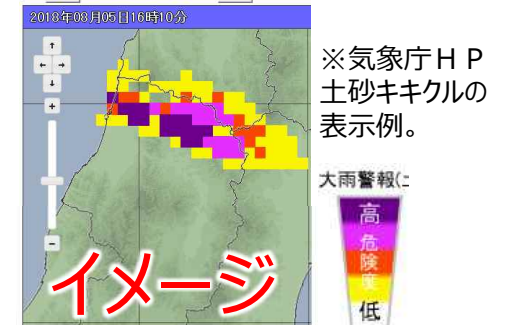 2018年08月05日16時10分
※気象庁HP
土砂キキクルの
表示例。
大雨警報(土
高
危険度
低
イメージ